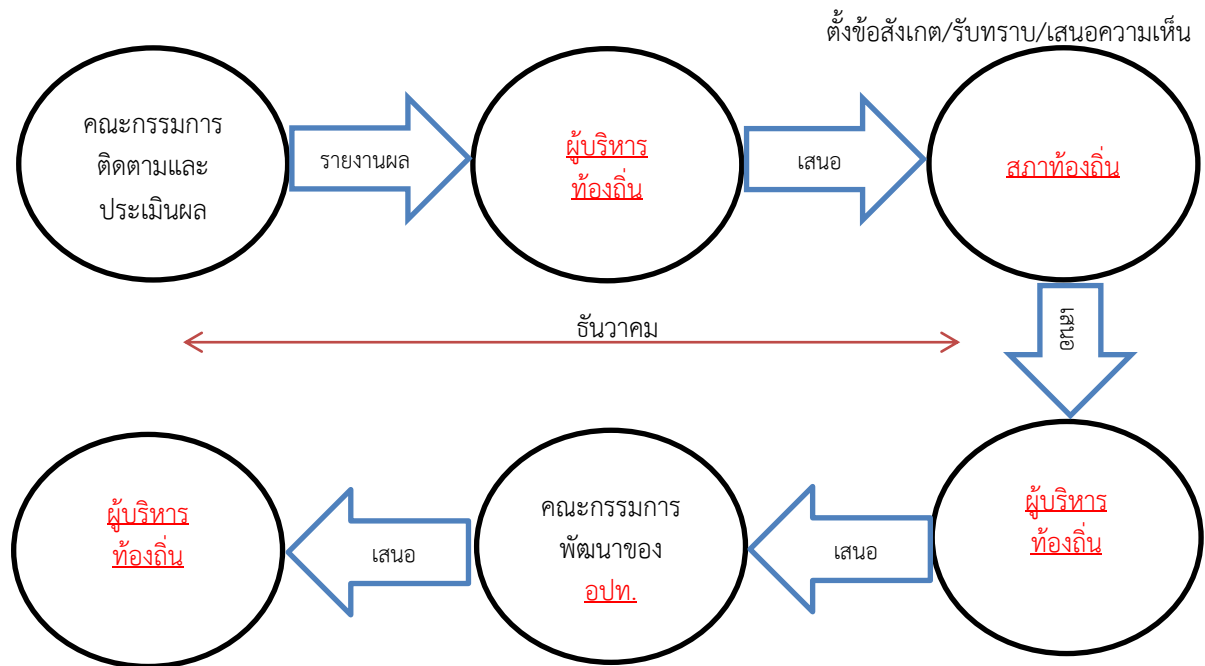 ตั้งข้อสังเกต/รับทราบ/เสนอความเห็น
คณะกรรมการ
ติดตามและ
ประเมินผล
รายงานผล
ผู้บริหาร
ท้องถิ่น
เสนอ
สภาท้องถิ่น
เสนอ
ธันวาคม
ผู้บริหาร
ท้องถิ่น
เสนอ
คณะกรรมการ
พัฒนาของ
อปท.
เสนอ
ผู้บริหาร
ท้องถิ่น